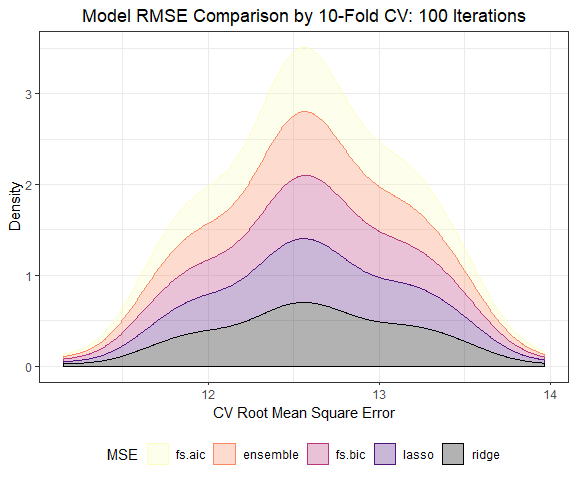 Model RMSE Comparison by 10-Fold CV: 100 Iterations
Density
3
2
1
0
12 13 14
CV Root Mean Square Error
MSE fs.aic ensemble fs.bic lasso ridge